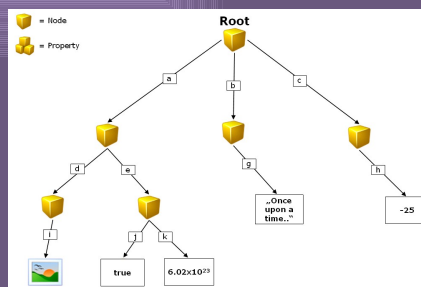 Root
= Node
= Property
a
b
c
d
e
g
h
i
j
k
„Once
upon a
time..“
-25
true
6.02x10²³